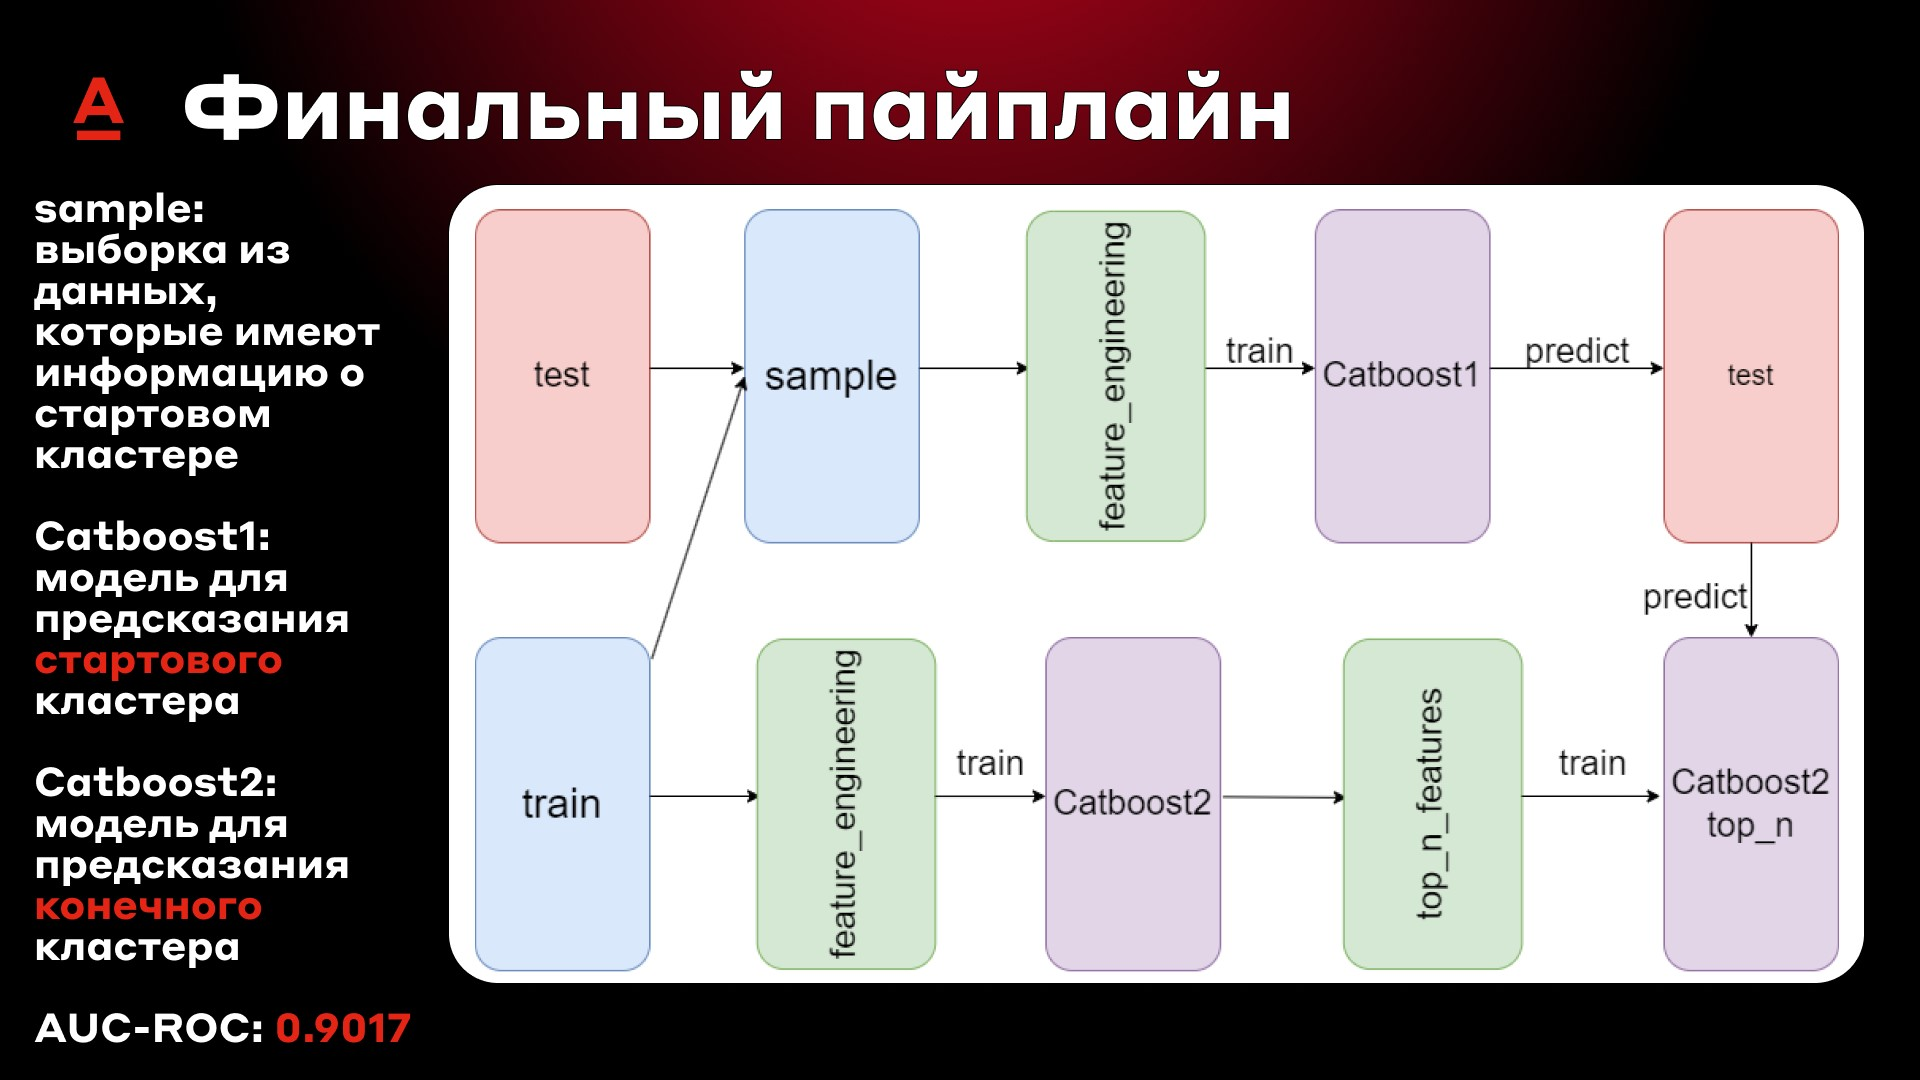 А
Финальный пайплайн
sample:
выборка из
данных,
которые имеют
информацию о
стартовом
кластере
Catboost1:
модель для
предсказания
стартового
кластера
Catboost2:
модель для
предсказания
конечного
кластера
AUC-ROC: 0.9017
test
sample
feature_engineering
train
Catboost1
predict
test
predict
train
feature_engineering
train
Catboost2
top_n_features
train
Catboost2
top_n